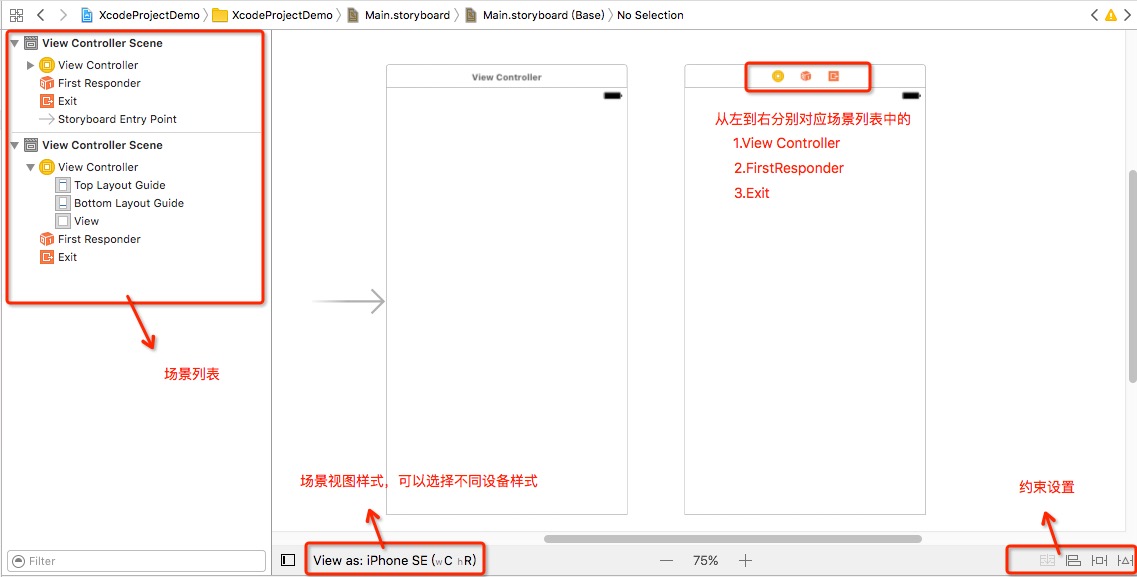 XcodeProjectDemo XcodeProjectDemo Main.storyboard Main.storyboard (Base) No Selection
View Controller Scene
View Controller
First Responder
Exit
Storyboard Entry Point
View Controller Scene
View Controller
Top Layout Guide
Bottom Layout Guide
View
First Responder
Exit
场景列表
Filter
View Controller
从左到右分别对应场景列表中的
1.View Controller
2.FirstResponder
3.Exit
场景视图样式，可以选择不同设备样式
约束设置
View as: iPhone SE (wC hR)
75%